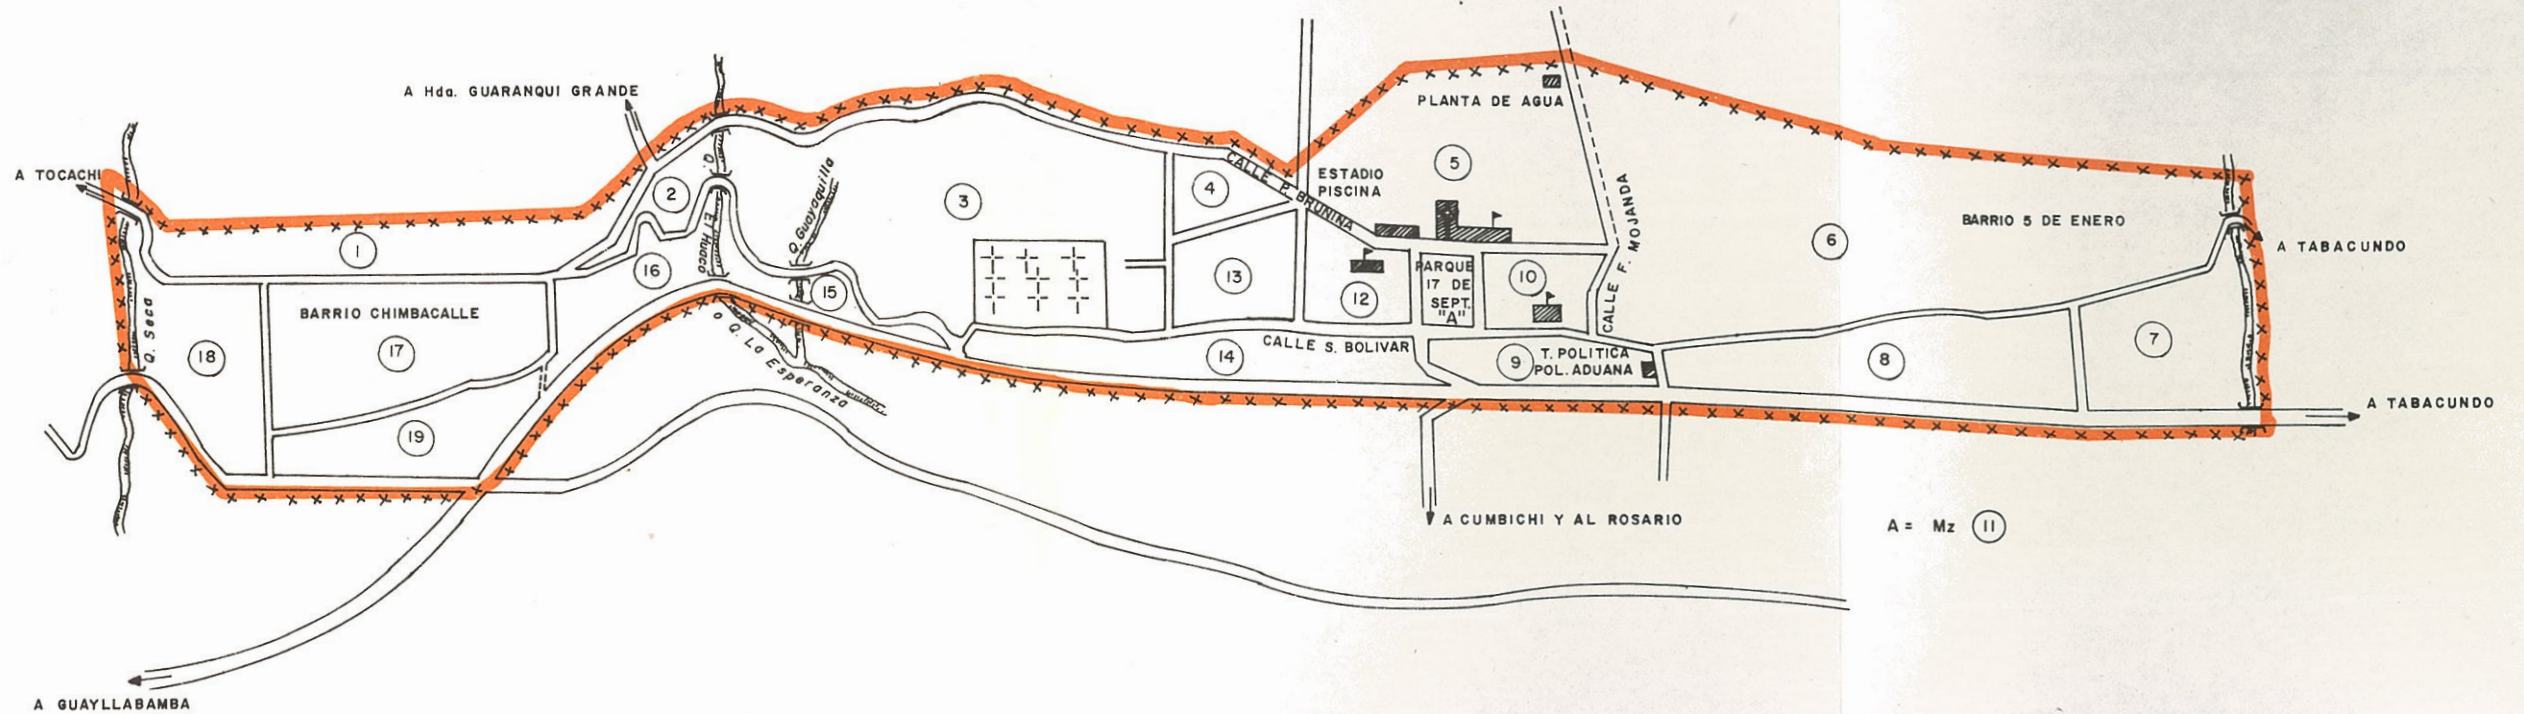 A Hda. GUARANQUI GRANDE
PLANTA DE AGUA
A TOCACHI
CALLE P. BRUNINA
ESTADIO
PISCINA
5
4
2
3
Q.
El Huaco
Q. Guayaquilla
1
16
15
13
12
PARQUE
17 DE
SEPT.
"A"
10
CALLE F. MOJANDA
6
BARRIO 5 DE ENERO
A TABACUNDO
Q. Seca
BARRIO CHIMBACALLE
18
17
19
o Q. La Esperanza
14
CALLE S. BOLIVAR
9
T. POLITICA
POL. ADUANA
8
7
A TABACUNDO
A CUMBICHI Y AL ROSARIO
A = Mz 11
A GUAYLLABAMBA